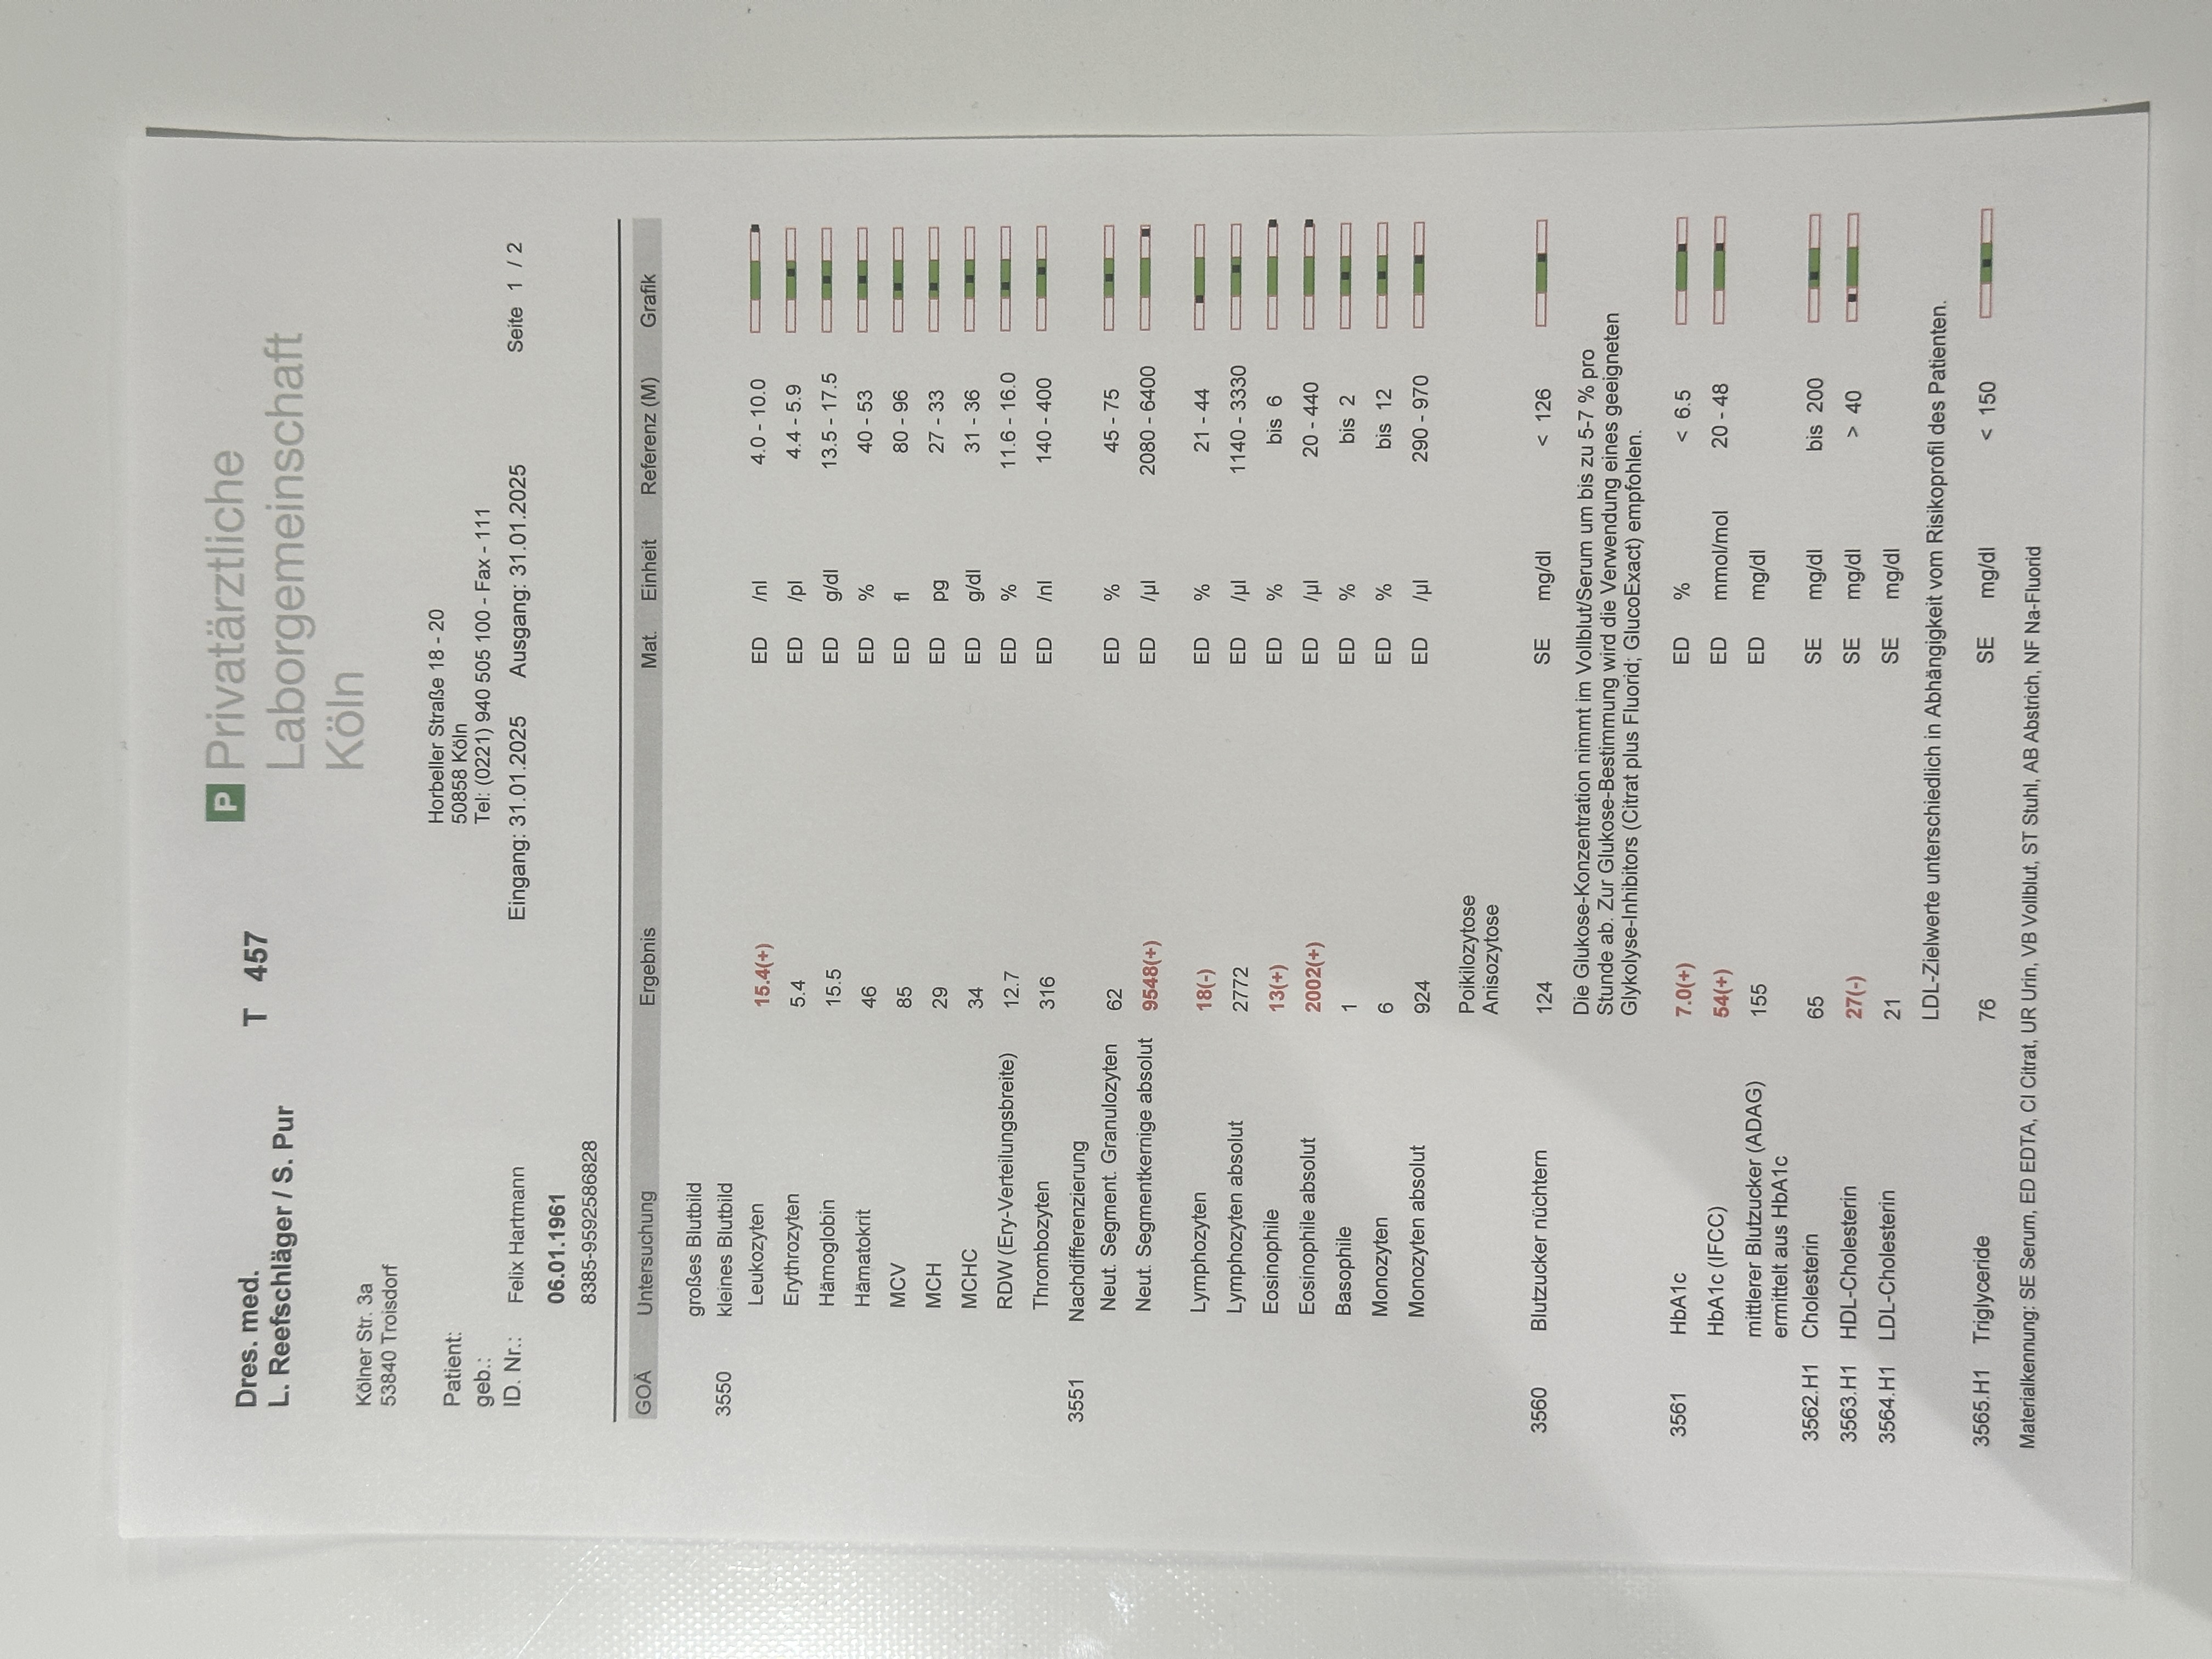 Dres. med.
L. Reefschläger / S. Pur
T 457
P Privatärztliche
Laborgemeinschaft
Köln
Kölner Str. 3a
53840 Troisdorf
Horbeller Straße 18 - 20
50858 Köln
Tel: (0221) 940 505 100 - Fax - 111
Patient:
geb.:
ID. Nr.: Felix Hartmann Eingang: 31.01.2025 Ausgang: 31.01.2025 Seite 1 / 2
06.01.1961
8385-9592586828
GOÄ Untersuchung Ergebnis Mat. Einheit Referenz (M) Grafik
großes Blutbild
3550 kleines Blutbild
Leukozyten 15.4(+) ED /nl 4.0 - 10.0
Erythrozyten 5.4 ED /pl 4.4 - 5.9
Hämoglobin 15.5 ED g/dl 13.5 - 17.5
Hämatokrit 46 ED % 40 - 53
MCV 85 ED fl 80 - 96
MCH 29 ED pg 27 - 33
MCHC 34 ED g/dl 31 - 36
RDW (Ery-Verteilungsbreite) 12.7 ED % 11.6 - 16.0
Thrombozyten 316 ED /nl 140 - 400
3551 Nachdifferenzierung
Neut. Segment. Granulozyten 62 ED % 45 - 75
Neut. Segmentkernige absolut 9548(+) ED /µl 2080 - 6400
Lymphozyten 18(-) ED % 21 - 44
Lymphozyten absolut 2772 ED /µl 1140 - 3330
Eosinophile 13(+) ED % bis 6
Eosinophile absolut 2002(+) ED /µl 20 - 440
Basophile 1 ED % bis 2
Monozyten 6 ED % bis 12
Monozyten absolut 924 ED /µl 290 - 970
Poikilozytose
Anisozytose
3560 Blutzucker nüchtern 124 SE mg/dl < 126
Die Glukose-Konzentration nimmt im Vollblut/Serum um bis zu 5-7 % pro
Stunde ab. Zur Glukose-Bestimmung wird die Verwendung eines geeigneten
Glykolyse-Inhibitors (Citrat plus Fluorid; GlucoExact) empfohlen.
3561 HbA1c 7.0(+) ED % < 6.5
HbA1c (IFCC) 54(+) ED mmol/mol 20 - 48
mittlerer Blutzucker (ADAG) 155 ED mg/dl
ermittelt aus HbA1c
3562.H1 Cholesterin 65 SE mg/dl bis 200
3563.H1 HDL-Cholesterin 27(-) SE mg/dl > 40
3564.H1 LDL-Cholesterin 21 SE mg/dl
LDL-Zielwerte unterschiedlich in Abhängigkeit vom Risikoprofil des Patienten.
3565.H1 Triglyceride 76 SE mg/dl < 150
Materialkennung: SE Serum, ED EDTA, CI Citrat, UR Urin, VB Vollblut, ST Stuhl, AB Abstrich, NF Na-Fluorid